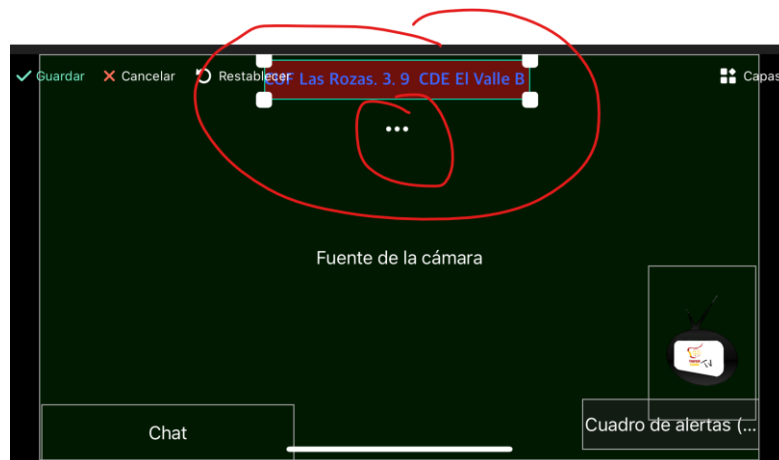 Guardar
Cancelar
Restablecer
Las Rozas. 3. 9 CDE El Valle B
Capas
Fuente de la cámara
TV
Chat
Cuadro de alertas (...